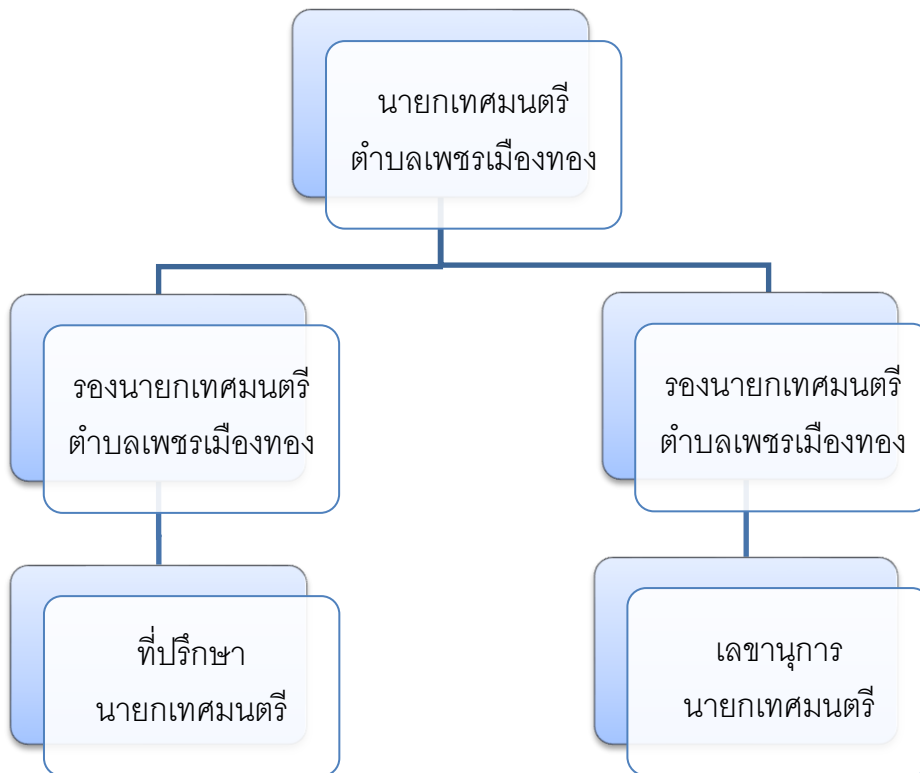 นายกเทศมนตรี
ตำบลเพชรเมืองทอง
รองนายกเทศมนตรี
ตำบลเพชรเมืองทอง
รองนายกเทศมนตรี
ตำบลเพชรเมืองทอง
ที่ปรึกษา
นายกเทศมนตรี
เลขานุการ
นายกเทศมนตรี